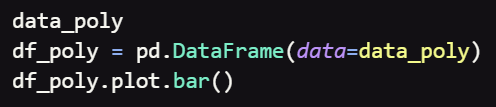 data_poly
df_poly = pd.DataFrame(data=data_poly)
df_poly.plot.bar()